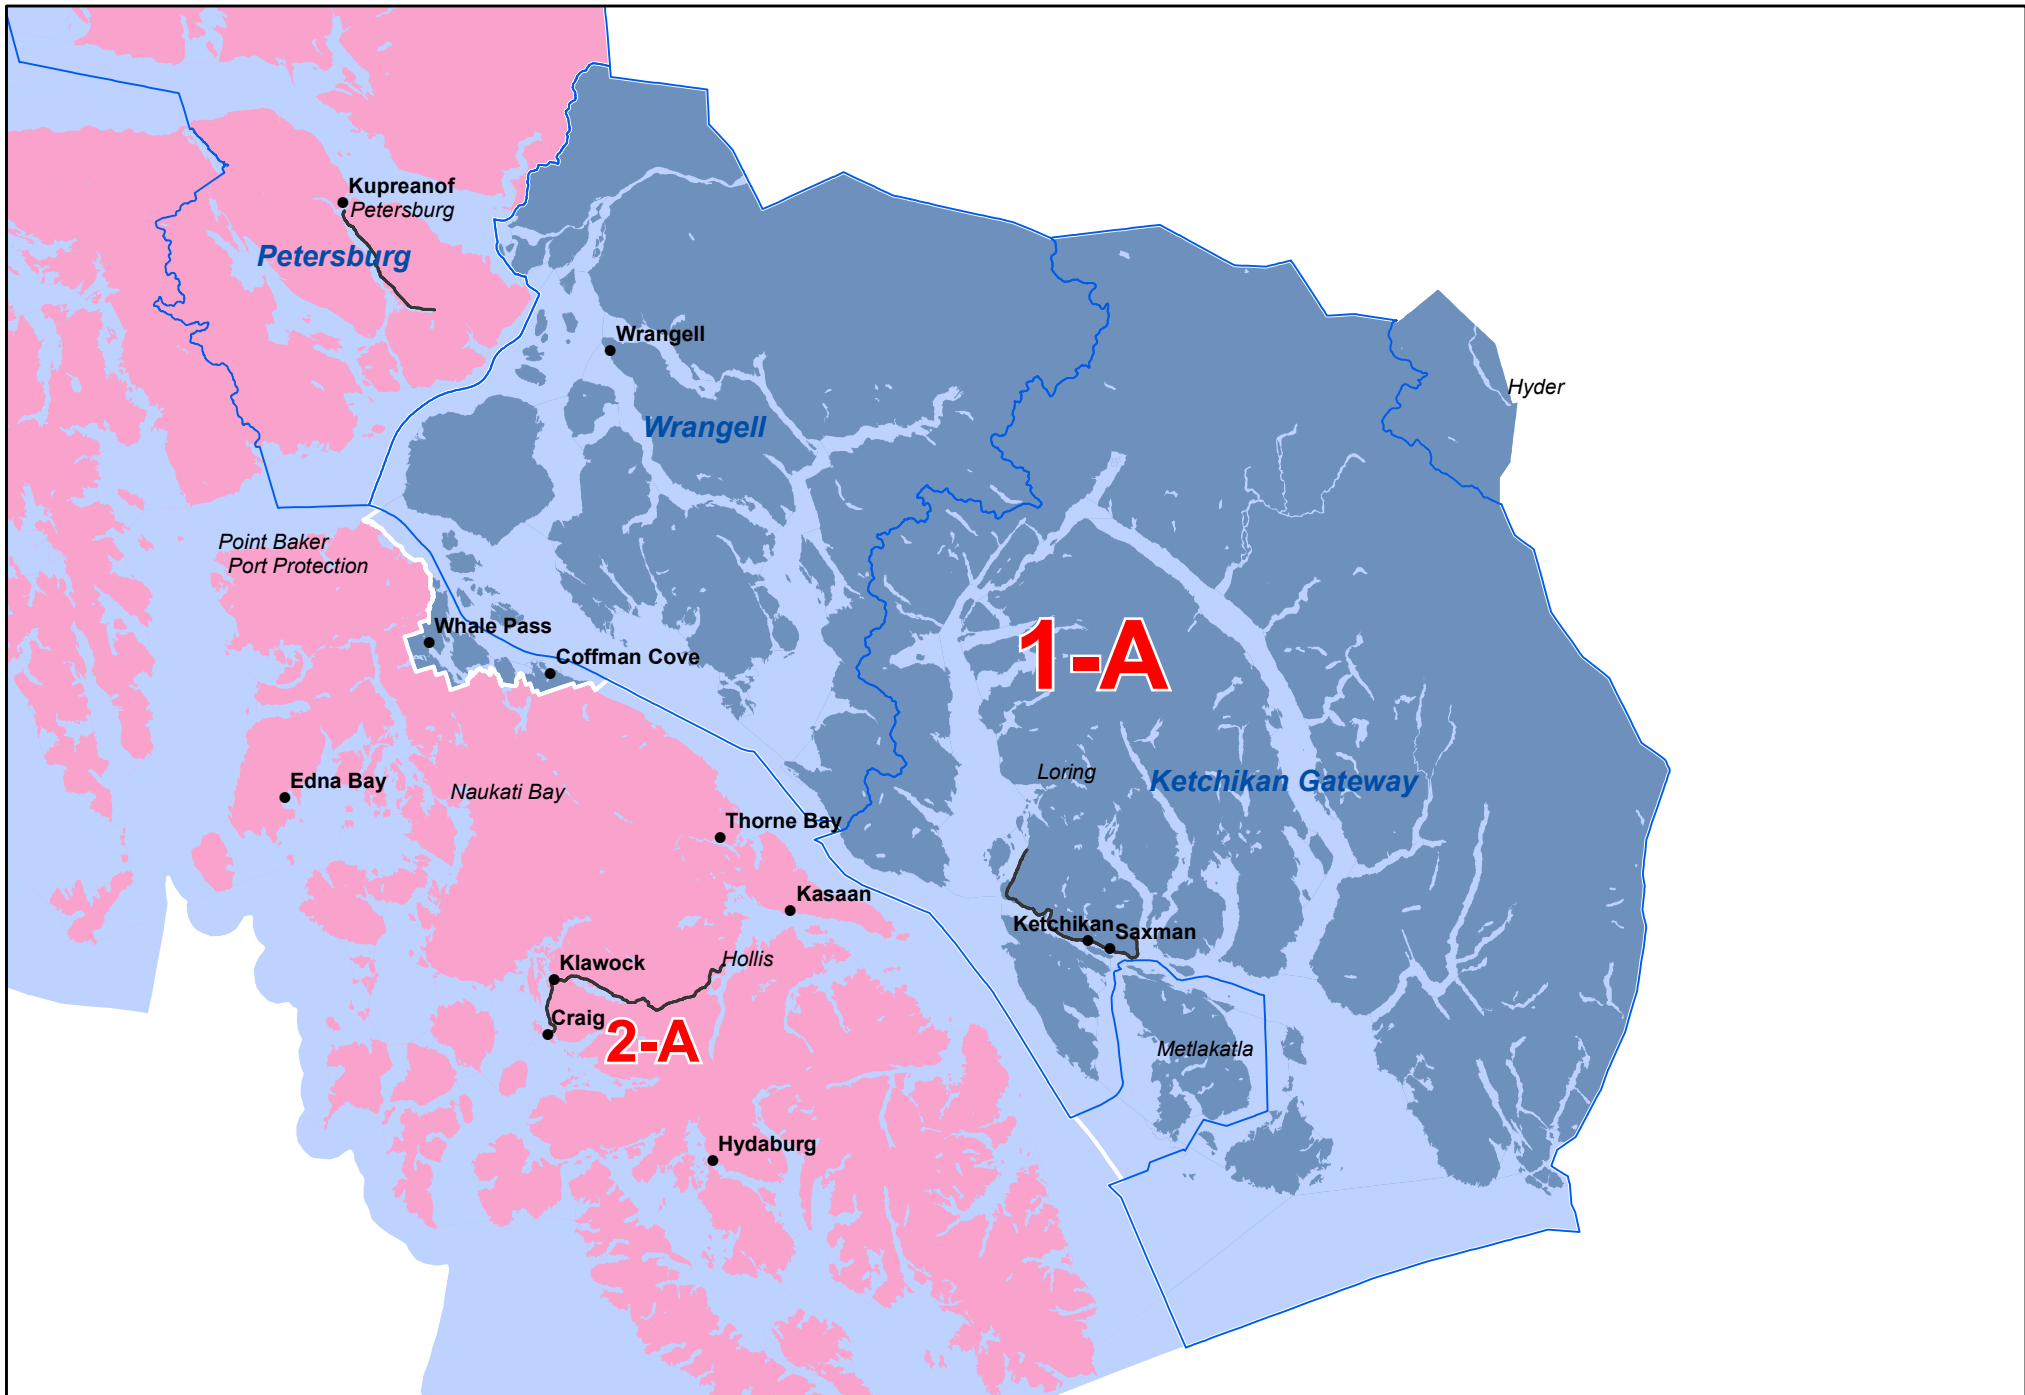 Kupreanof
Petersburg
Petersburg
Wrangell
Hyder
Wrangell
Point Baker
Port Protection
Whale Pass
Coffman Cove
1-A
Loring
Ketchikan Gateway
Edna Bay
Naukati Bay
Thorne Bay
Kasaan
Ketchikan
Saxman
Klawock
Hollis
Craig
2-A
Metlakatla
Hydaburg